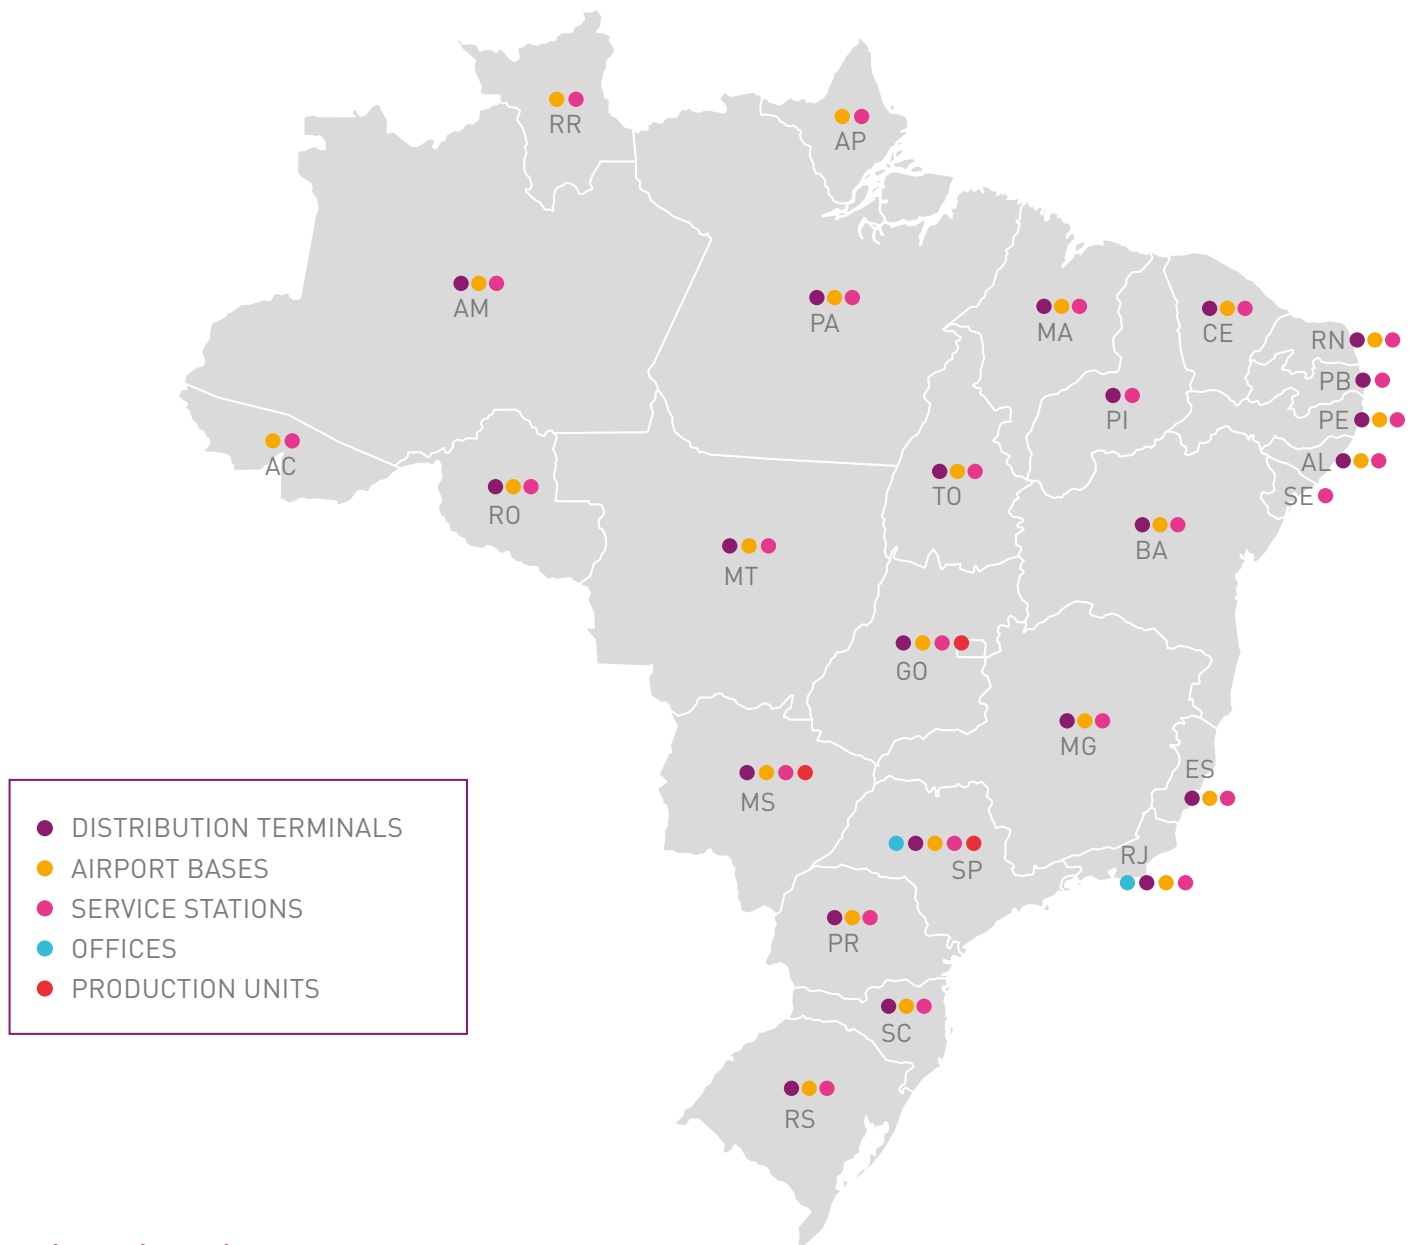 RR
AP
AM
PA
MA
CE
RN
PB
PI
PE
AC
AL
TO
SE
RO
BA
MT
GO
MG
ES
MS
RJ
SP
PR
SC
RS
DISTRIBUTION TERMINALS
AIRPORT BASES
SERVICE STATIONS
OFFICES
PRODUCTION UNITS